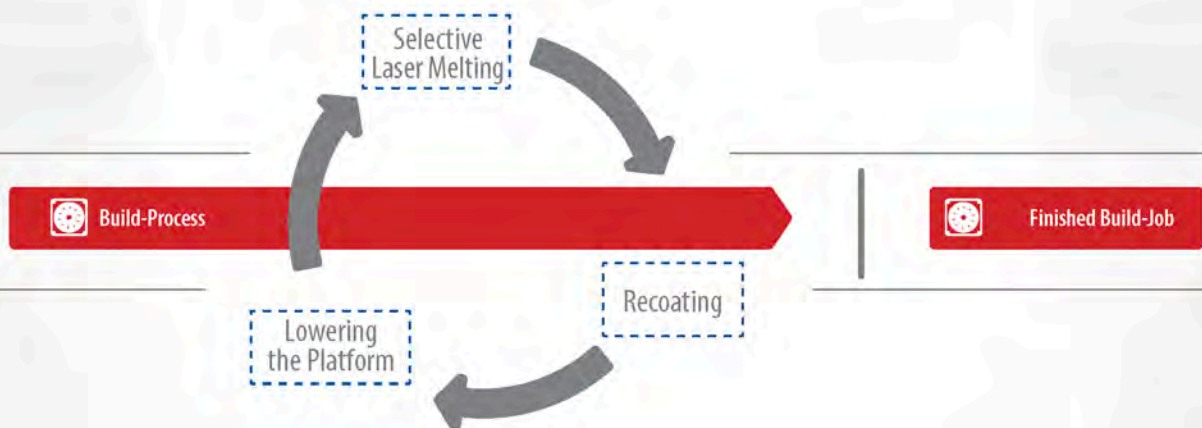 Selective
Laser Melting
Build-Process
Finished Build-Job
Recoating
Lowering
the Platform